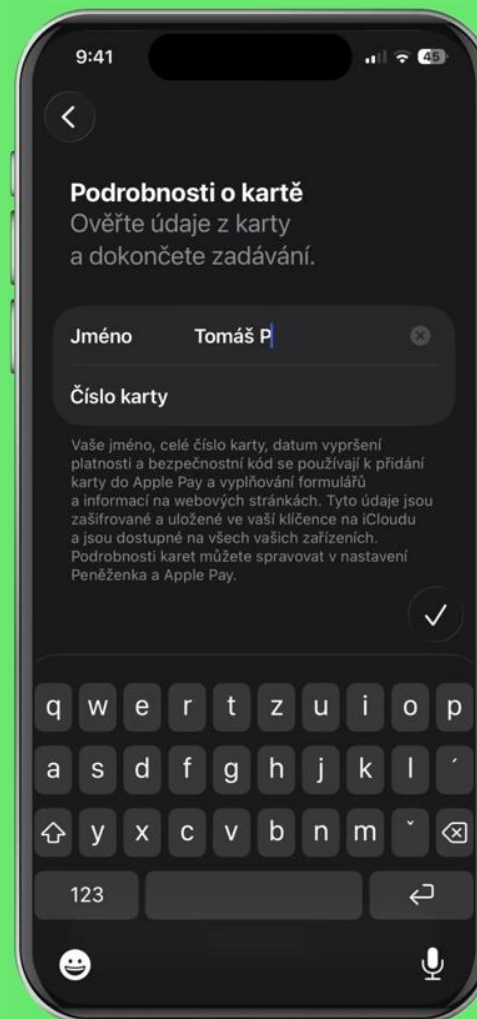 9:41
45
Podrobnosti o kartě
Ověřte údaje z karty
a dokončete zadávání.
Jméno Tomáš P
Číslo karty
Vaše jméno, celé číslo karty, datum vypršení
platnosti a bezpečnostní kód se používají k přidání
karty do Apple Pay a vyplňování formulářů
a informací na webových stránkách. Tyto údaje jsou
zašifrované a uložené ve vaší klíčence na iCloudu
a jsou dostupné na všech vašich zařízeních.
Podrobnosti karet můžete spravovat v nastavení
Peněženka a Apple Pay.
q w e r t z u i o p
a s d f g h j k l ´
y x c v b n m ˇ
123